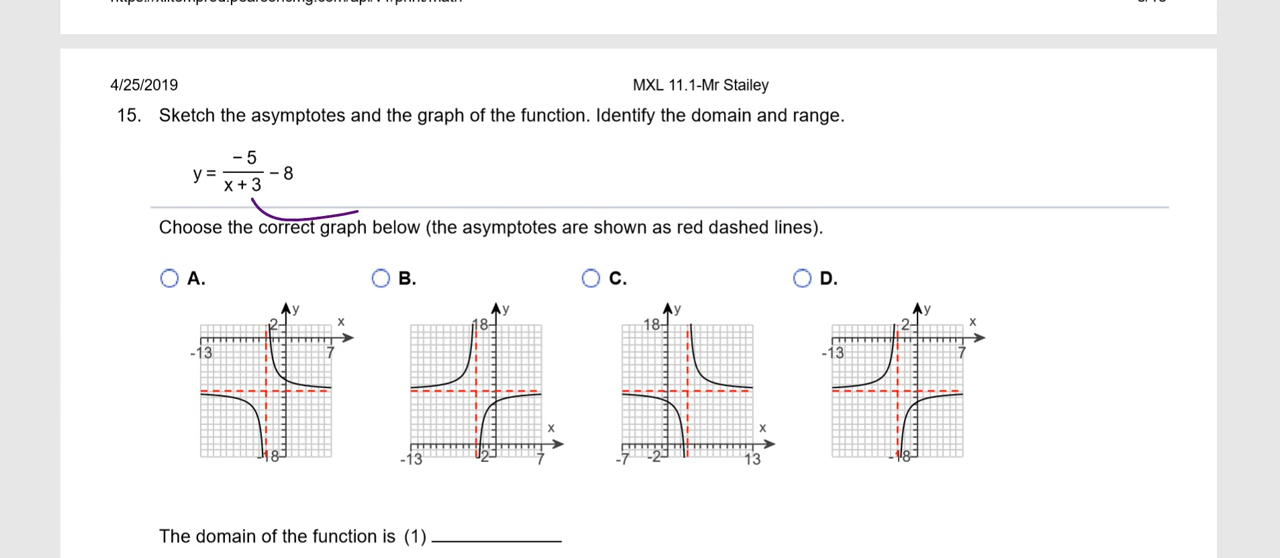 4/25/2019 MXL 11.1-Mr Stailey
15. Sketch the asymptotes and the graph of the function. Identify the domain and range.
y = -5 / x + 3 - 8
Choose the correct graph below (the asymptotes are shown as red dashed lines).
A. B. C. D.
y y y y
2 x 18 18 2 x
-13 7 -13 7
x x
-18 -13 -2 7 -7 -2 13 -18
The domain of the function is (1)